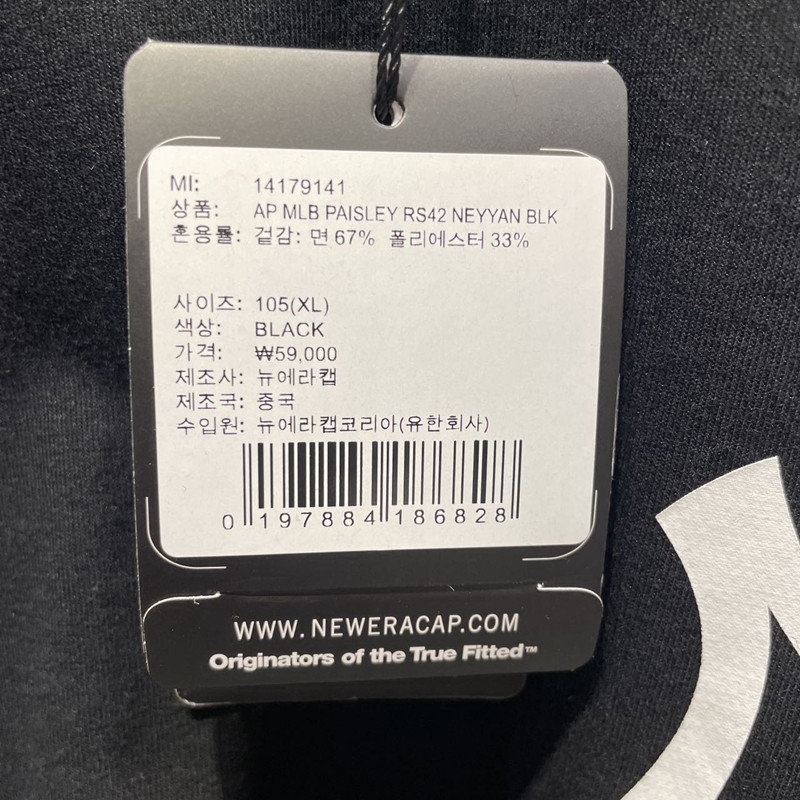 MI: 14179141
상품: AP MLB PAISLEY RS42 NEYYAN BLK
혼용률: 겉감: 면 67% 폴리에스터 33%
사이즈: 105(XL)
색상: BLACK
가격: ₩59,000
제조사: 뉴에라캡
제조국: 중국
수입원: 뉴에라캡코리아(유한회사)
0 197884 186828
WWW.NEWERACAP.COM
Originators of the True Fitted™